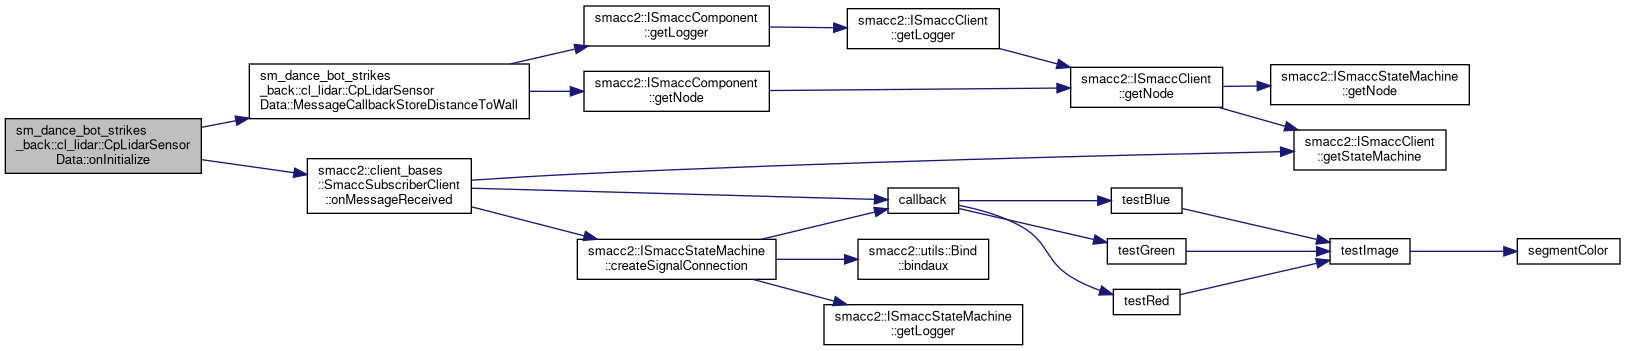 sm_dance_bot_strikes
_back::cl_lidar::CpLidarSensor
Data::onInitialize
sm_dance_bot_strikes
_back::cl_lidar::CpLidarSensor
Data::MessageCallbackStoreDistanceToWall
smacc2::ISmaccComponent
::getLogger
smacc2::ISmaccClient
::getLogger
smacc2::ISmaccComponent
::getNode
smacc2::ISmaccClient
::getNode
smacc2::ISmaccStateMachine
::getNode
smacc2::ISmaccClient
::getStateMachine
smacc2::client_bases
::SmaccSubscriberClient
::onMessageReceived
callback
smacc2::ISmaccStateMachine
::createSignalConnection
smacc2::utils::Bind
::bindaux
smacc2::ISmaccStateMachine
::getLogger
testBlue
testGreen
testRed
testImage
segmentColor